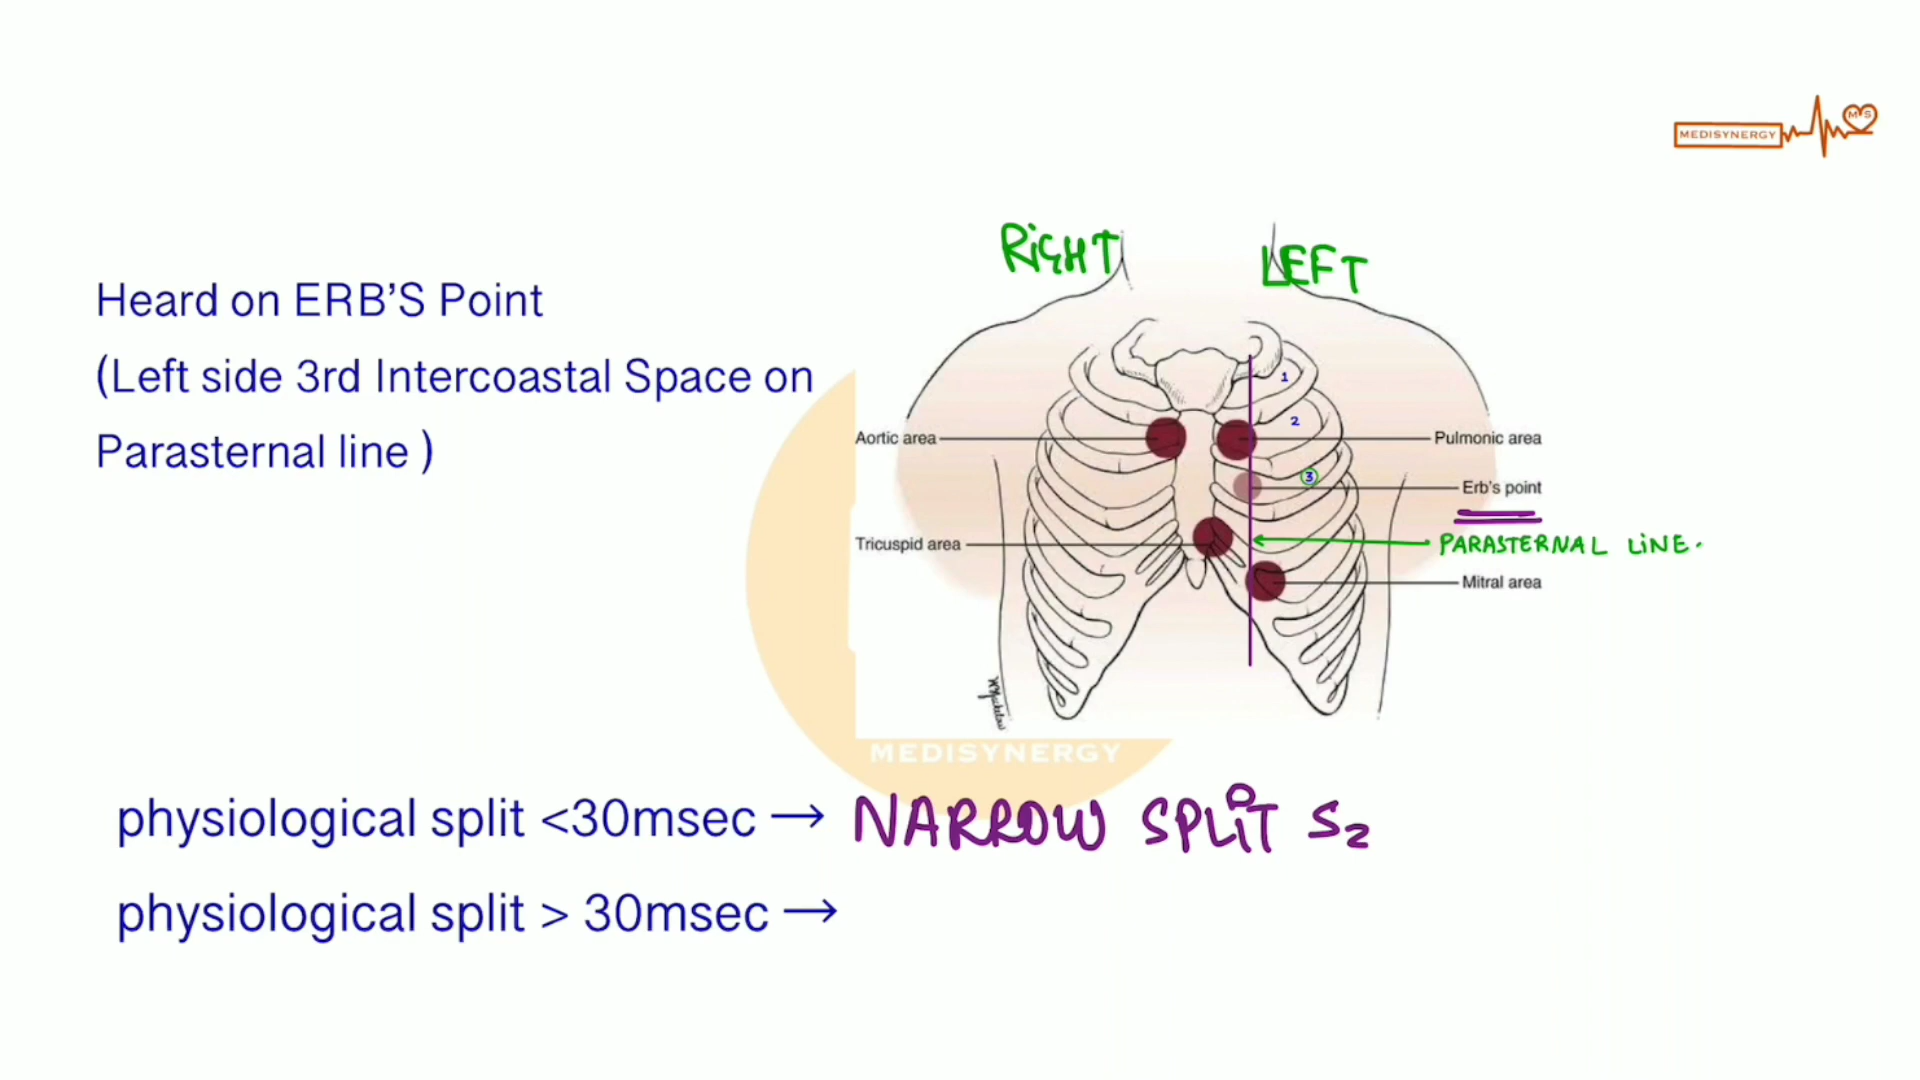 MEDISYNERGY
MS
RiGHT
LEFT
Heard on ERB'S Point
(Left side 3rd Intercoastal Space on
Parasternal line )
1
2
3
Aortic area
Pulmonic area
Erb's point
Tricuspid area
PARASTERNAL LiNE.
Mitral area
MEDISYNERGY
physiological split <30msec → NARROW SPLiT S2
physiological split > 30msec →